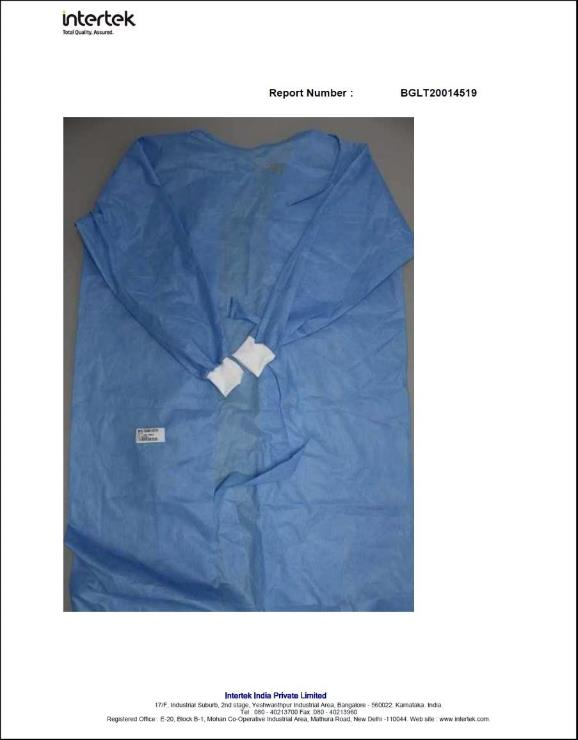 intertek
Total Quality. Assured.
Report Number : BGLT20014519
Intertek India Private Limited
17/F, Industrial Suburb, 2nd stage, Yeshwanthpur Industrial Area, Bangalore - 560022. Karnataka. India.
Tel : 080 - 40213700 Fax :080 - 40213960
Registered Office : E-20, Block B-1, Mohan Co-Operative Industrial Area, Mathura Road, New Delhi -110044. Web site : www.intertek.com.